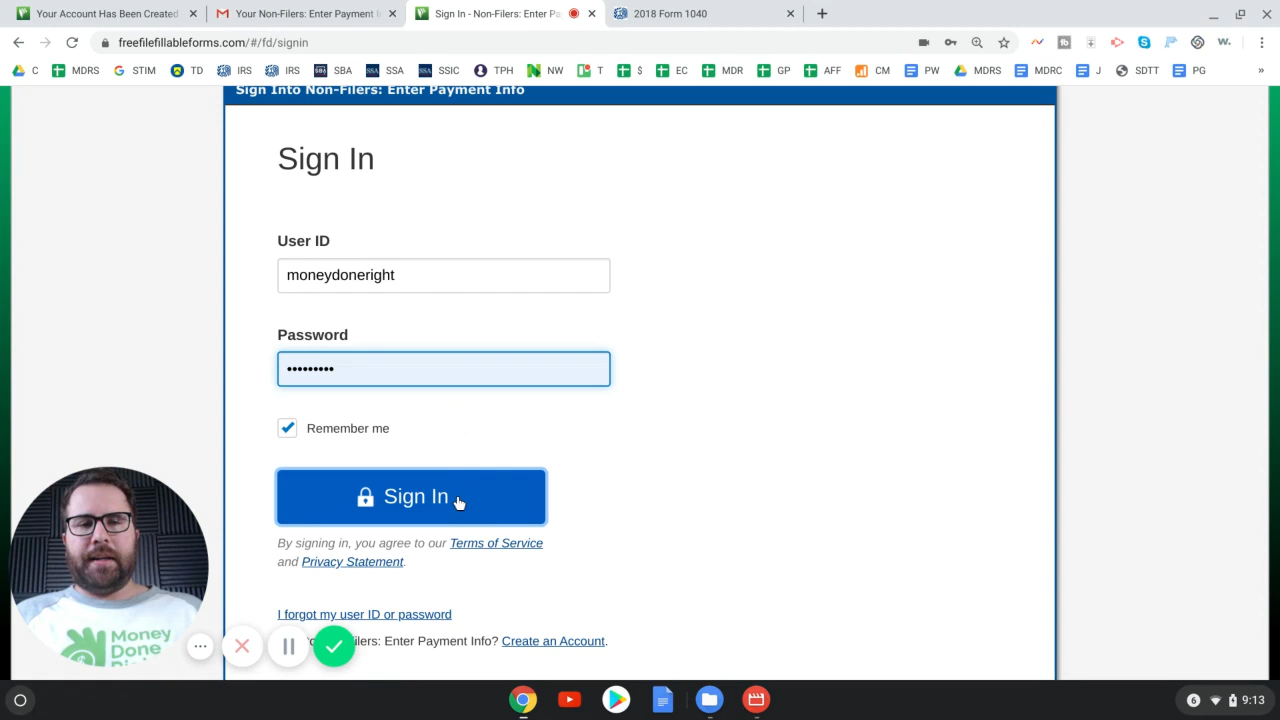 Your Account Has Been Created
Your Non-Filers: Enter Payment I
Sign In - Non-Filers: Enter Pa
2018 Form 1040
freefilefillableforms.com/#/fd/signin
C MDRS STIM TD IRS IRS SBA SSA SSIC TPH NW T $ EC MDR GP AFF CM PW MDRS MDRC J SDTT PG »
Sign Into Non-Filers: Enter Payment Info
Sign In
User ID
moneydoneright
Password
•••••••••
Remember me
Sign In
By signing in, you agree to our Terms of Service
and Privacy Statement.
I forgot my user ID or password
ilers: Enter Payment Info? Create an Account.
Money
Done
6 9:13